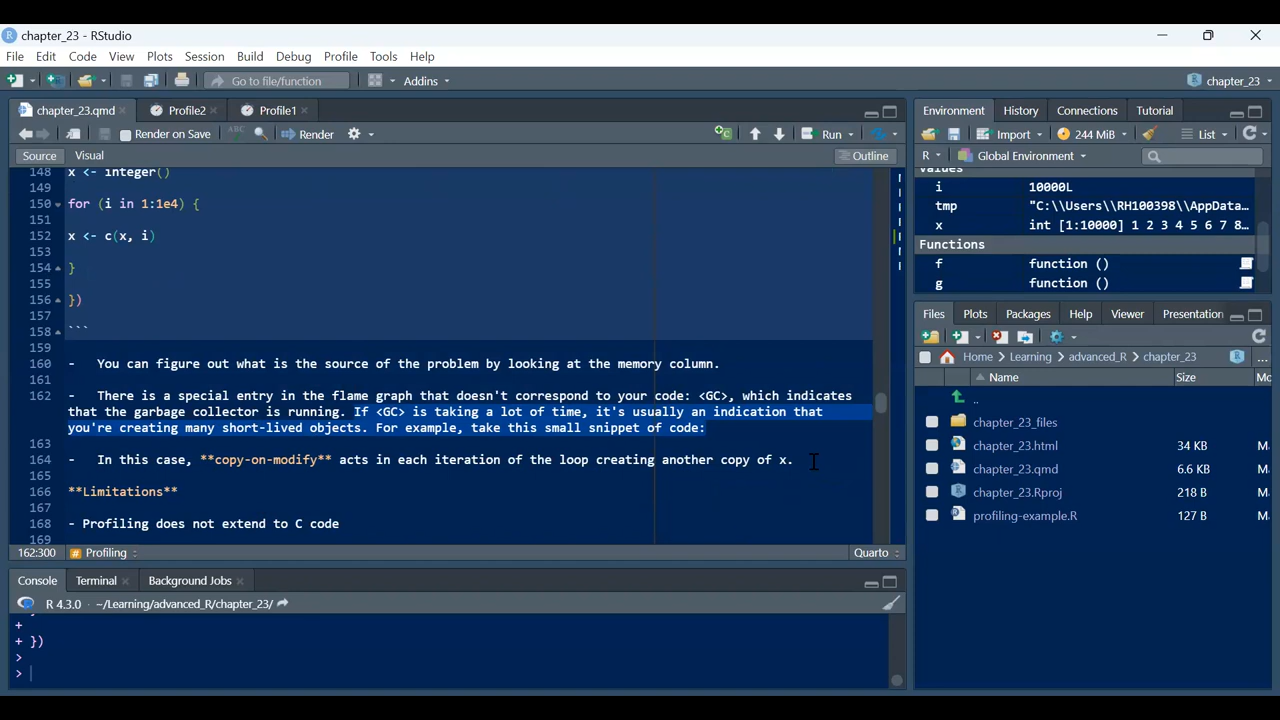 chapter_23 - RStudio
File Edit Code View Plots Session Build Debug Profile Tools Help
Go to file/function Addins chapter_23
chapter_23.qmd Profile2 Profile1
Render on Save ABC Render Run
Source Visual Outline
148 x <- integer()
149
150 for (i in 1:1e4) {
151
152 x <- c(x, i)
153
154 }
155
156 })
157
158 ```
159
160 - You can figure out what is the source of the problem by looking at the memory column.
161
162 - There is a special entry in the flame graph that doesn't correspond to your code: <GC>, which indicates
that the garbage collector is running. If <GC> is taking a lot of time, it's usually an indication that
you're creating many short-lived objects. For example, take this small snippet of code:
163
164 - In this case, **copy-on-modify** acts in each iteration of the loop creating another copy of x.
165
166 **Limitations**
167
168 - Profiling does not extend to C code
169
162:300 # Profiling Quarto
Console Terminal Background Jobs
R 4.3.0 · ~/Learning/advanced_R/chapter_23/
+
+ })
>
>
Environment History Connections Tutorial
Import 244 MiB List
R Global Environment
Values
i 10000L
tmp "C:\\Users\\RH100398\\AppData…
x int [1:10000] 1 2 3 4 5 6 7 8…
Functions
f function ()
g function ()
Files Plots Packages Help Viewer Presentation
Home Learning advanced_R chapter_23 ...
Name Size Mo
..
chapter_23_files
chapter_23.html 34 KB M
chapter_23.qmd 6.6 KB M
chapter_23.Rproj 218 B M
profiling-example.R 127 B M